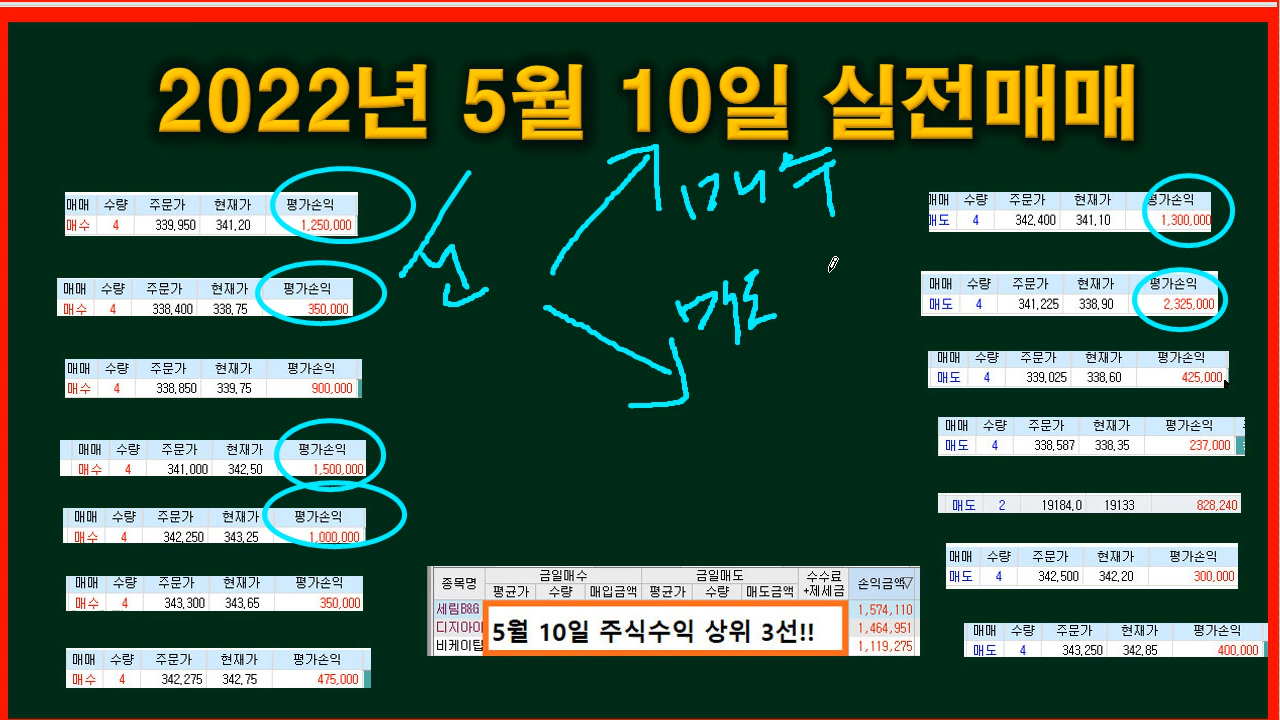 2022년 5월 10일 실전매매
매매 수량 주문가 현재가 평가손익
매수 4 339,950 341,20 1,250,000
매매 수량 주문가 현재가 평가손익
매수 4 338,400 338,75 350,000
매매 수량 주문가 현재가 평가손익
매수 4 338,850 339,75 900,000
매매 수량 주문가 현재가 평가손익
매수 4 341,000 342,50 1,500,000
매매 수량 주문가 현재가 평가손익
매수 4 342,250 343,25 1,000,000
매매 수량 주문가 현재가 평가손익
매수 4 343,300 343,65 350,000
매매 수량 주문가 현재가 평가손익
매수 4 342,275 342,75 475,000
선
매수
매도
종목명 금일매수 금일매도 수수료+제세금 손익금액▽
평균가 수량 매입금액 평균가 수량 매도금액
세림B&G 1,574,110
디지아이 1,464,951
비케이탑 1,119,275
5월 10일 주식수익 상위 3선!!
매매 수량 주문가 현재가 평가손익
매도 4 342,400 341,10 1,300,000
매매 수량 주문가 현재가 평가손익
매도 4 341,225 338,90 2,325,000
매매 수량 주문가 현재가 평가손익
매도 4 339,025 338,60 425,000
매매 수량 주문가 현재가 평가손익
매도 4 338,587 338,35 237,000
매도 2 19184,0 19133 828,240
매매 수량 주문가 현재가 평가손익
매도 4 342,500 342,20 300,000
매매 수량 주문가 현재가 평가손익
매도 4 343,250 342,85 400,000